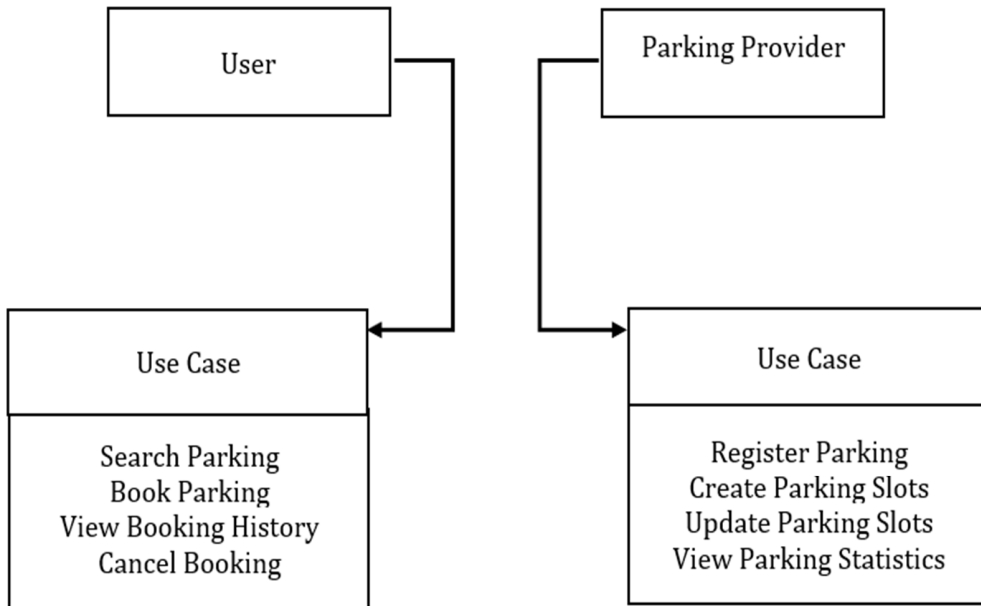 User
Parking Provider
Use Case
Search Parking
Book Parking
View Booking History
Cancel Booking
Use Case
Register Parking
Create Parking Slots
Update Parking Slots
View Parking Statistics